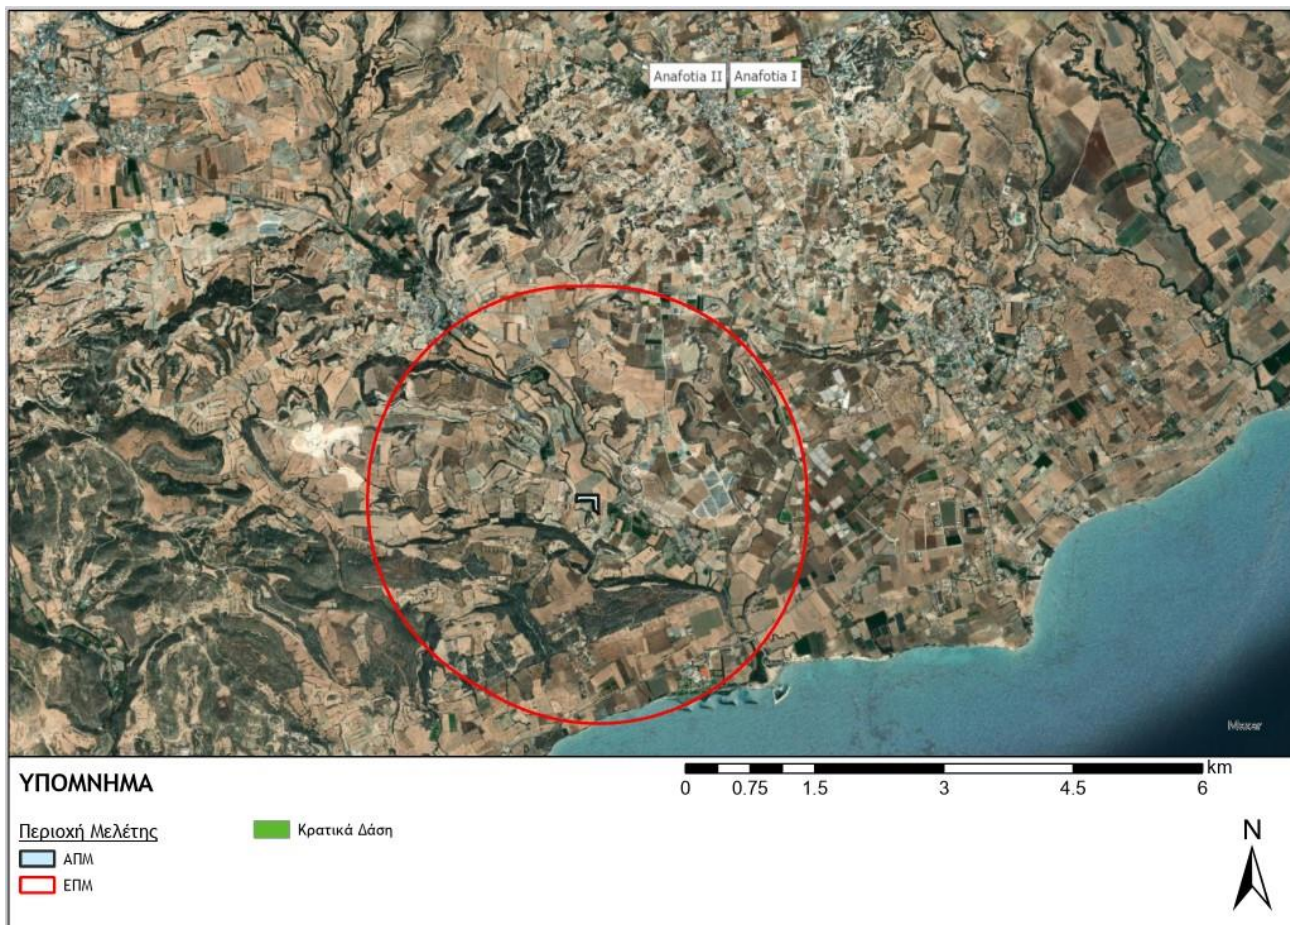 Anafotia II Anafotia I
ΥΠΟΜΝΗΜΑ
Περιοχή Μελέτης
ΑΠΜ
ΕΠΜ
Κρατικά Δάση
0 0.75 1.5 3 4.5 6 km
N